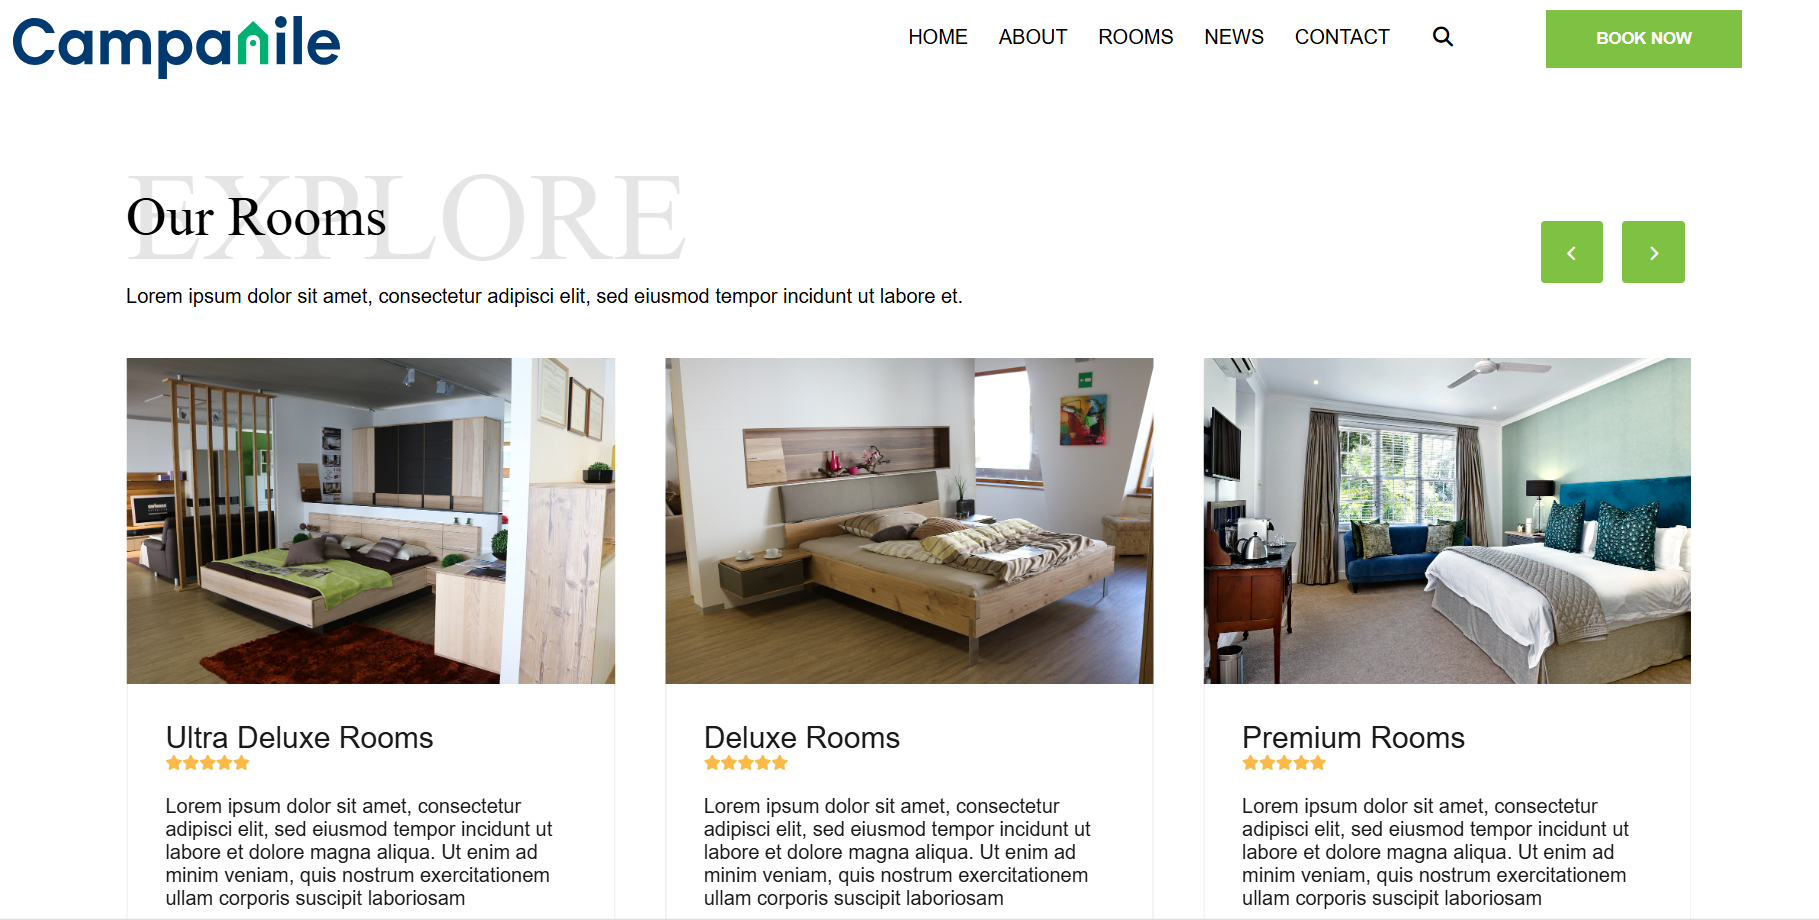 Campanile
HOME ABOUT ROOMS NEWS CONTACT
BOOK NOW
EXPLORE
Our Rooms
Lorem ipsum dolor sit amet, consectetur adipisci elit, sed eiusmod tempor incidunt ut labore et.
Ultra Deluxe Rooms
Lorem ipsum dolor sit amet, consectetur
adipisci elit, sed eiusmod tempor incidunt ut
labore et dolore magna aliqua. Ut enim ad
minim veniam, quis nostrum exercitationem
ullam corporis suscipit laboriosam
Deluxe Rooms
Lorem ipsum dolor sit amet, consectetur
adipisci elit, sed eiusmod tempor incidunt ut
labore et dolore magna aliqua. Ut enim ad
minim veniam, quis nostrum exercitationem
ullam corporis suscipit laboriosam
Premium Rooms
Lorem ipsum dolor sit amet, consectetur
adipisci elit, sed eiusmod tempor incidunt ut
labore et dolore magna aliqua. Ut enim ad
minim veniam, quis nostrum exercitationem
ullam corporis suscipit laboriosam